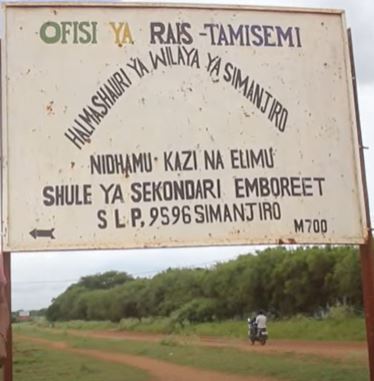 OFISI YA RAIS -TAMISEMI
HALMASHAURI YA WILAYA YA SIMANJIRO
NIDHAMU KAZI NA ELIMU
SHULE YA SEKONDARI EMBOREET
S L P, 9596 SIMANJIRO
M700